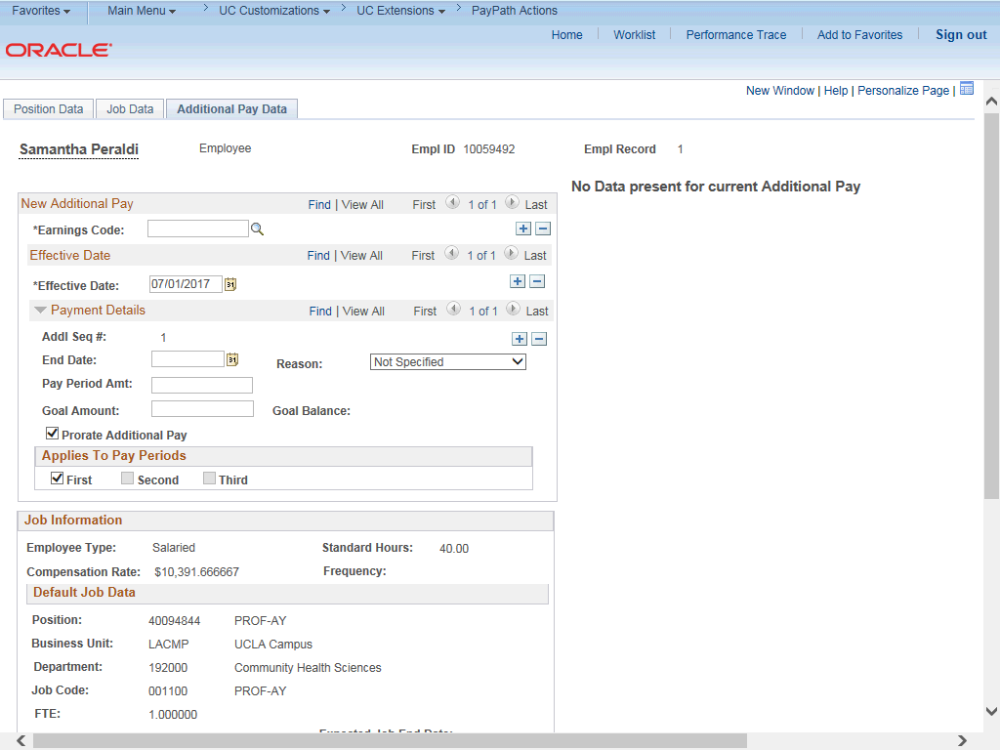 Favorites Main Menu > UC Customizations > UC Extensions > PayPath Actions
Home Worklist Performance Trace Add to Favorites Sign out
ORACLE
New Window | Help | Personalize Page |
Position Data Job Data Additional Pay Data
Samantha Peraldi Employee Empl ID 10059492 Empl Record 1
No Data present for current Additional Pay
New Additional Pay Find | View All First 1 of 1 Last
*Earnings Code:
Effective Date Find | View All First 1 of 1 Last
*Effective Date: 07/01/2017 31
Payment Details Find | View All First 1 of 1 Last
Addl Seq #: 1
End Date: 31 Reason: Not Specified
Pay Period Amt:
Goal Amount: Goal Balance:
Prorate Additional Pay
Applies To Pay Periods
First Second Third
Job Information
Employee Type: Salaried Standard Hours: 40.00
Compensation Rate: $10,391.666667 Frequency:
Default Job Data
Position: 40094844 PROF-AY
Business Unit: LACMP UCLA Campus
Department: 192000 Community Health Sciences
Job Code: 001100 PROF-AY
FTE: 1.000000
Expected Job End Date: